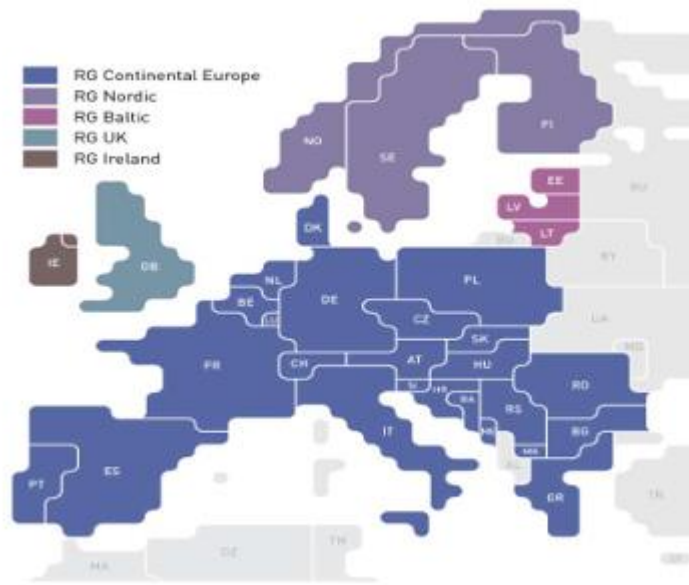 RG Continental Europe
RG Nordic
RG Baltic
RG UK
RG Ireland
NO
SE
FI
RU
EE
LV
LT
DK
IE
GB
BY
NL
BE
DE
PL
UA
CZ
SK
MD
FR
CH
AT
HU
RO
SI
HR
BA
RS
IT
BG
MK
AL
PT
ES
GR
TR
MA
DZ
TN